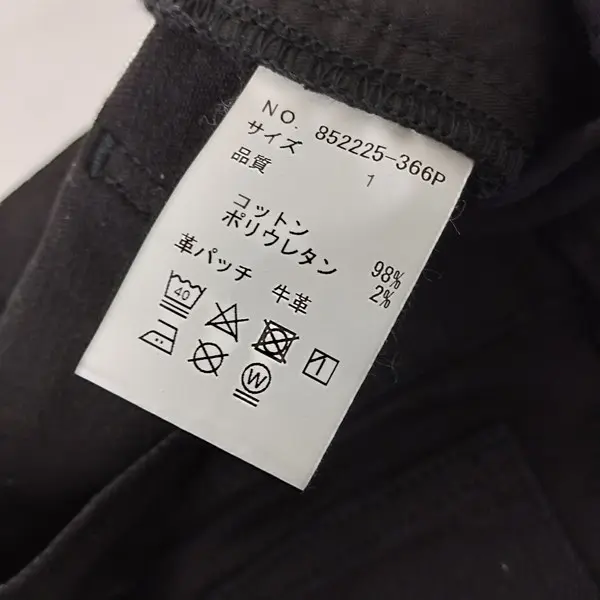 NO. 852225-366P
サイズ 1
品質
コットン 98%
ポリウレタン 2%
革パッチ 牛革
40
W